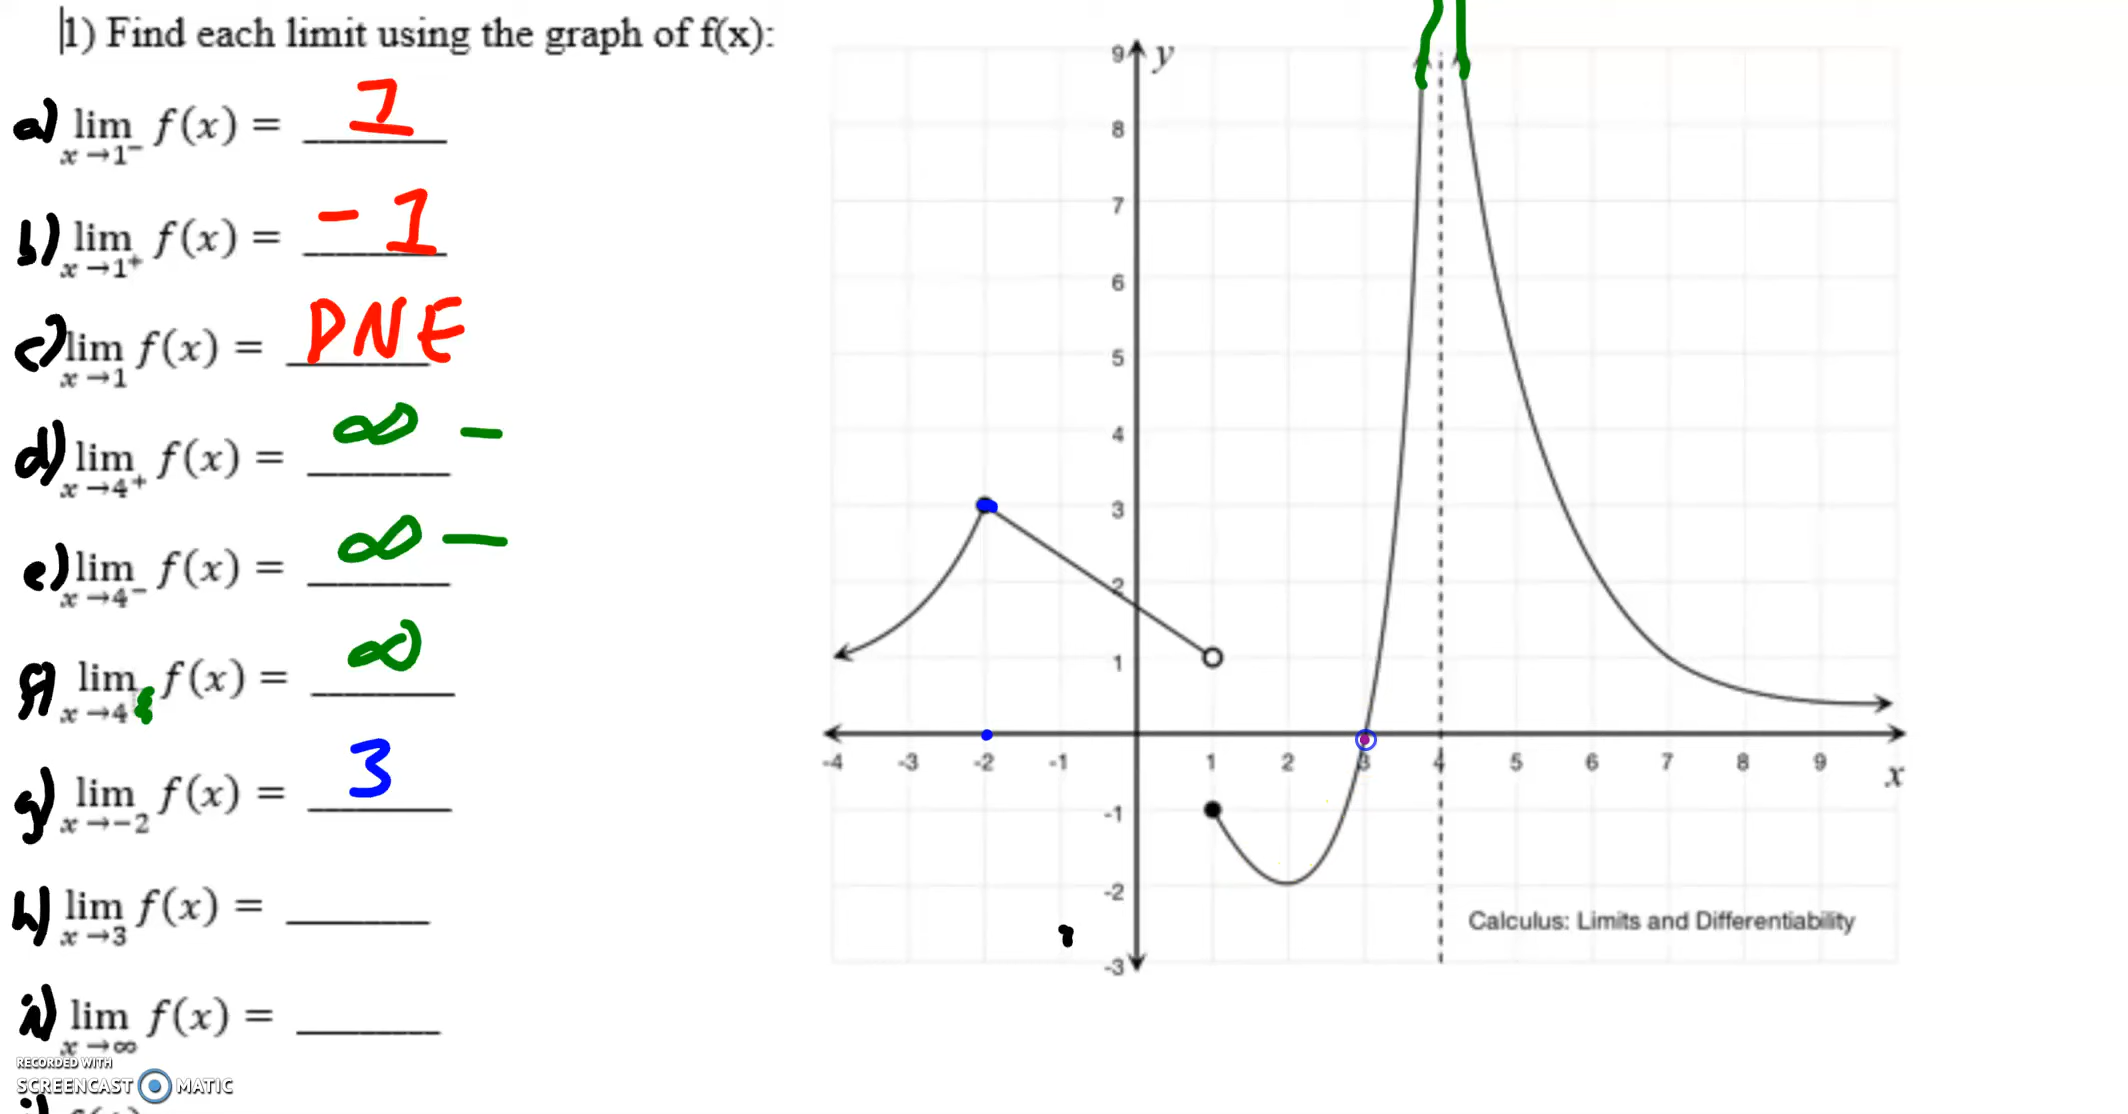 1) Find each limit using the graph of f(x):
a) lim x→1⁻ f(x) = 1
b) lim x→1⁺ f(x) = -1
c) lim x→1 f(x) = DNE
d) lim x→4⁺ f(x) = ∞ -
e) lim x→4⁻ f(x) = ∞ -
f) lim x→4 f(x) = ∞
g) lim x→-2 f(x) = 3
h) lim x→3 f(x) = ____
i) lim x→∞ f(x) = ____
RECORDED WITH
SCREENCAST MATIC
y
9
8
7
6
5
4
3
2
1
-4 -3 -2 -1 1 2 3 4 5 6 7 8 9 x
-1
-2
-3
Calculus: Limits and Differentiability